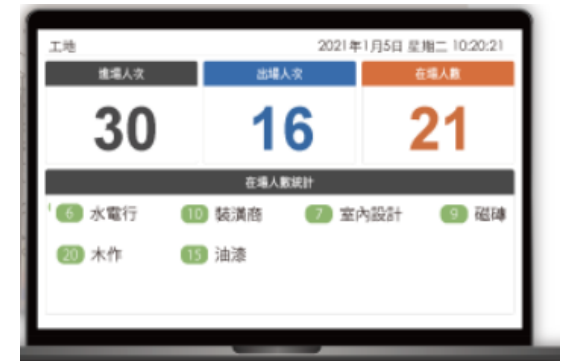 工地 2021年1月5日 星期二 10:20:21
進場人次 出場人次 在場人數
30 16 21
在場人數統計
6 水電行 10 裝潢商 7 室內設計 9 磁磚
20 木作 15 油漆